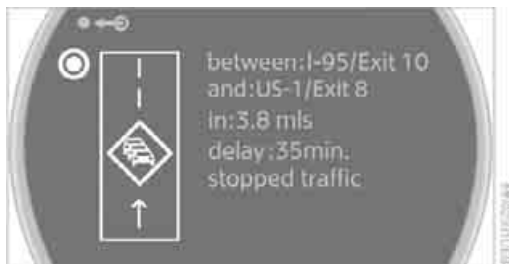 between:I-95/Exit 10
and:US-1/Exit 8
in:3.8 mls
delay:35min.
stopped traffic